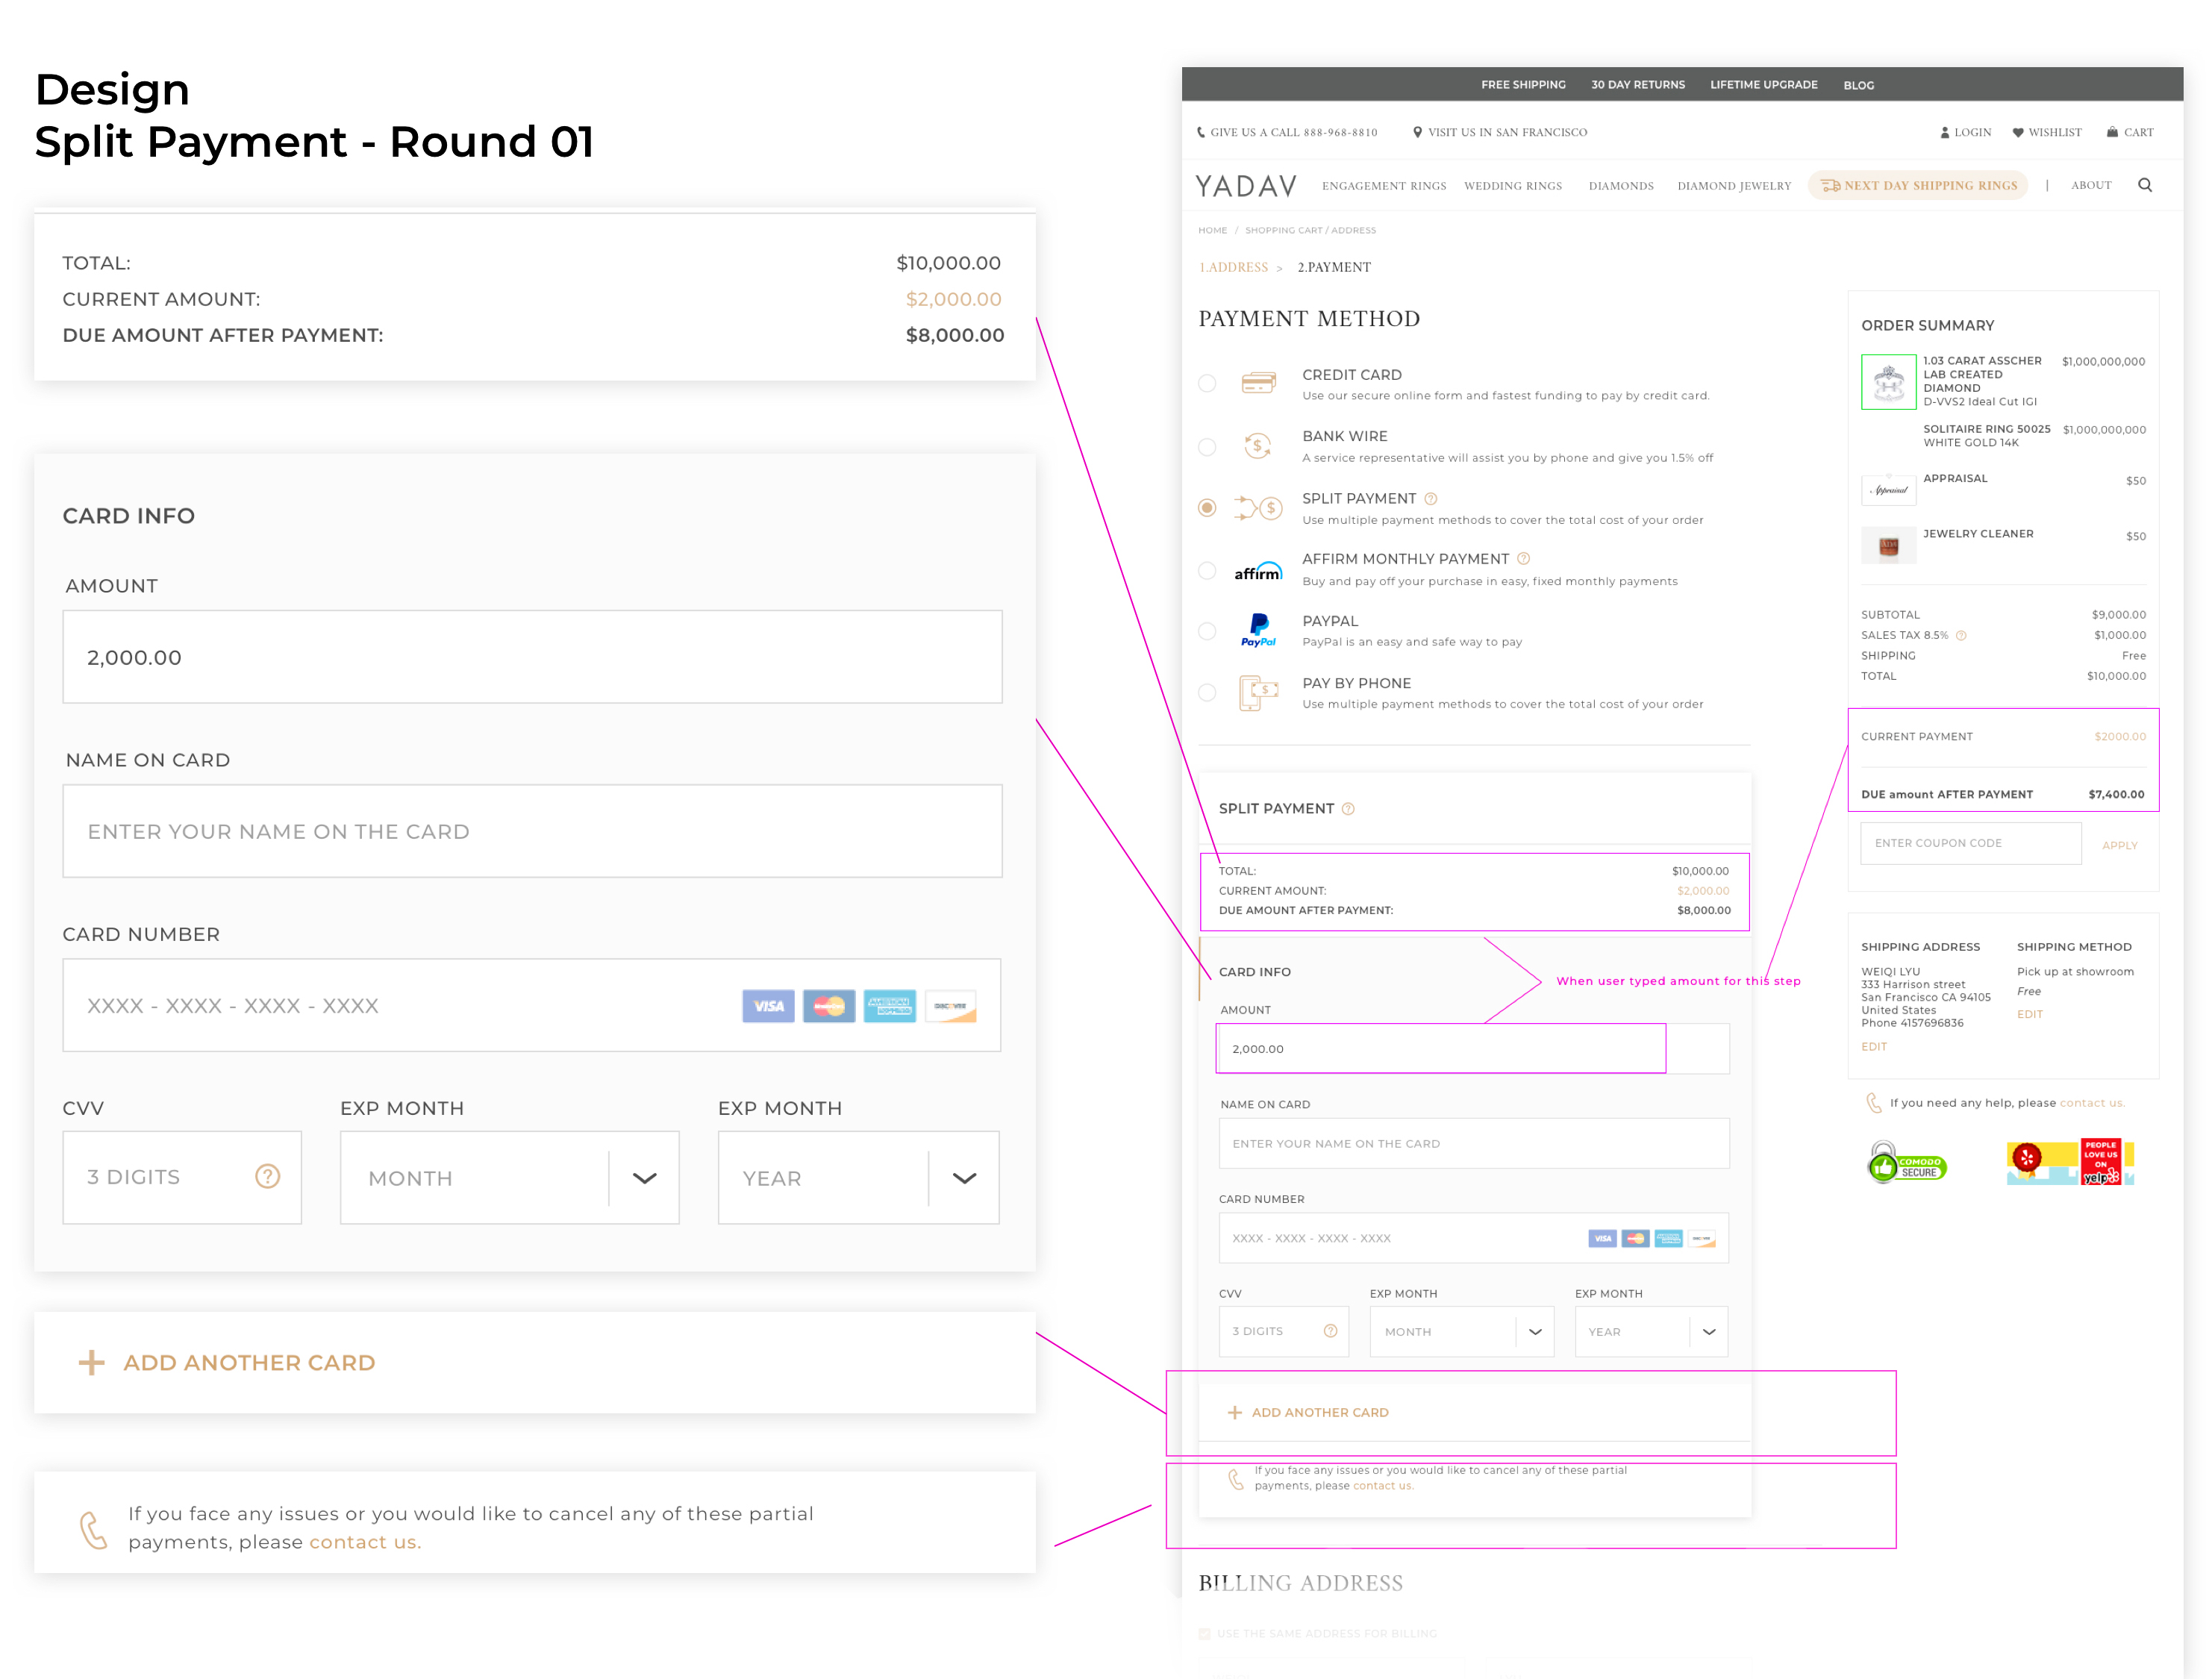 Design
Split Payment - Round 01
TOTAL: $10,000.00
CURRENT AMOUNT: $2,000.00
DUE AMOUNT AFTER PAYMENT: $8,000.00
CARD INFO
AMOUNT
2,000.00
NAME ON CARD
ENTER YOUR NAME ON THE CARD
CARD NUMBER
XXXX - XXXX - XXXX - XXXX VISA AMERICAN EXPRESS DISCOVER
CVV EXP MONTH EXP MONTH
3 DIGITS MONTH YEAR
+ ADD ANOTHER CARD
If you face any issues or you would like to cancel any of these partial
payments, please contact us.
FREE SHIPPING 30 DAY RETURNS LIFETIME UPGRADE BLOG
GIVE US A CALL 888-968-8810 VISIT US IN SAN FRANCISCO LOGIN WISHLIST CART
YADAV ENGAGEMENT RINGS WEDDING RINGS DIAMONDS DIAMOND JEWELRY NEXT DAY SHIPPING RINGS | ABOUT
HOME / SHOPPING CART / ADDRESS
1.ADDRESS > 2.PAYMENT
PAYMENT METHOD
CREDIT CARD
Use our secure online form and fastest funding to pay by credit card.
BANK WIRE
A service representative will assist you by phone and give you 1.5% off
SPLIT PAYMENT
Use multiple payment methods to cover the total cost of your order
affirm
AFFIRM MONTHLY PAYMENT
Buy and pay off your purchase in easy, fixed monthly payments
PayPal
PAYPAL
PayPal is an easy and safe way to pay
PAY BY PHONE
Use multiple payment methods to cover the total cost of your order
SPLIT PAYMENT
TOTAL: $10,000.00
CURRENT AMOUNT: $2,000.00
DUE AMOUNT AFTER PAYMENT: $8,000.00
When user typed amount for this step
CARD INFO
AMOUNT
2,000.00
NAME ON CARD
ENTER YOUR NAME ON THE CARD
CARD NUMBER
XXXX - XXXX - XXXX - XXXX VISA
CVV EXP MONTH EXP MONTH
3 DIGITS MONTH YEAR
+ ADD ANOTHER CARD
If you face any issues or you would like to cancel any of these partial
payments, please contact us.
BILLING ADDRESS
USE THE SAME ADDRESS FOR BILLING
ORDER SUMMARY
1.03 CARAT ASSCHER $1,000,000,000
LAB CREATED
DIAMOND
D-VVS2 Ideal Cut IGI
SOLITAIRE RING 50025 $1,000,000,000
WHITE GOLD 14K
Appraisal
APPRAISAL $50
JEWELRY CLEANER $50
SUBTOTAL $9,000.00
SALES TAX 8.5% $1,000.00
SHIPPING Free
TOTAL $10,000.00
CURRENT PAYMENT $2000.00
DUE amount AFTER PAYMENT $7,400.00
ENTER COUPON CODE APPLY
SHIPPING ADDRESS
WEIQI LYU
333 Harrison street
San Francisco CA 94105
United States
Phone 4157696836
EDIT
SHIPPING METHOD
Pick up at showroom
Free
EDIT
If you need any help, please contact us.
COMODO
SECURE
PEOPLE
LOVE US
ON
yelp